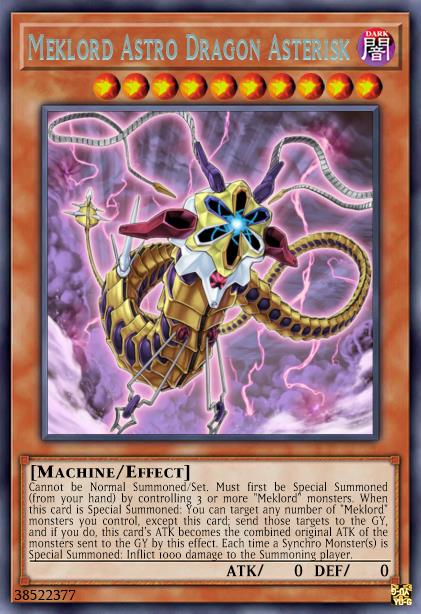 Meklord Astro Dragon Asterisk
DARK
闇
[Machine/Effect]
Cannot be Normal Summoned/Set. Must first be Special Summoned
(from your hand) by controlling 3 or more "Meklord" monsters. When
this card is Special Summoned: You can target any number of "Meklord"
monsters you control, except this card; send those targets to the GY,
and if you do, this card's ATK becomes the combined original ATK of the
monsters sent to the GY by this effect. Each time a Synchro Monster(s) is
Special Summoned: Inflict 1000 damage to the Summoning player.
ATK/ 0 DEF/ 0
38522377